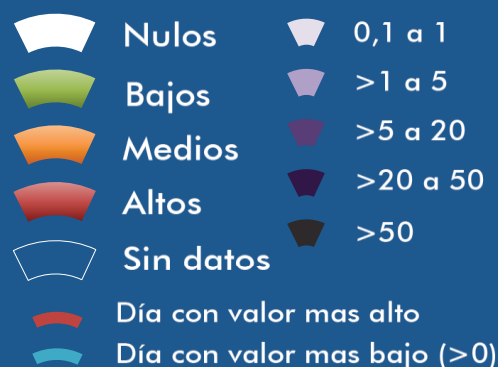 Nulos
Bajos
Medios
Altos
Sin datos
0,1 a 1
>1 a 5
>5 a 20
>20 a 50
>50
Día con valor mas alto
Día con valor mas bajo (>0)